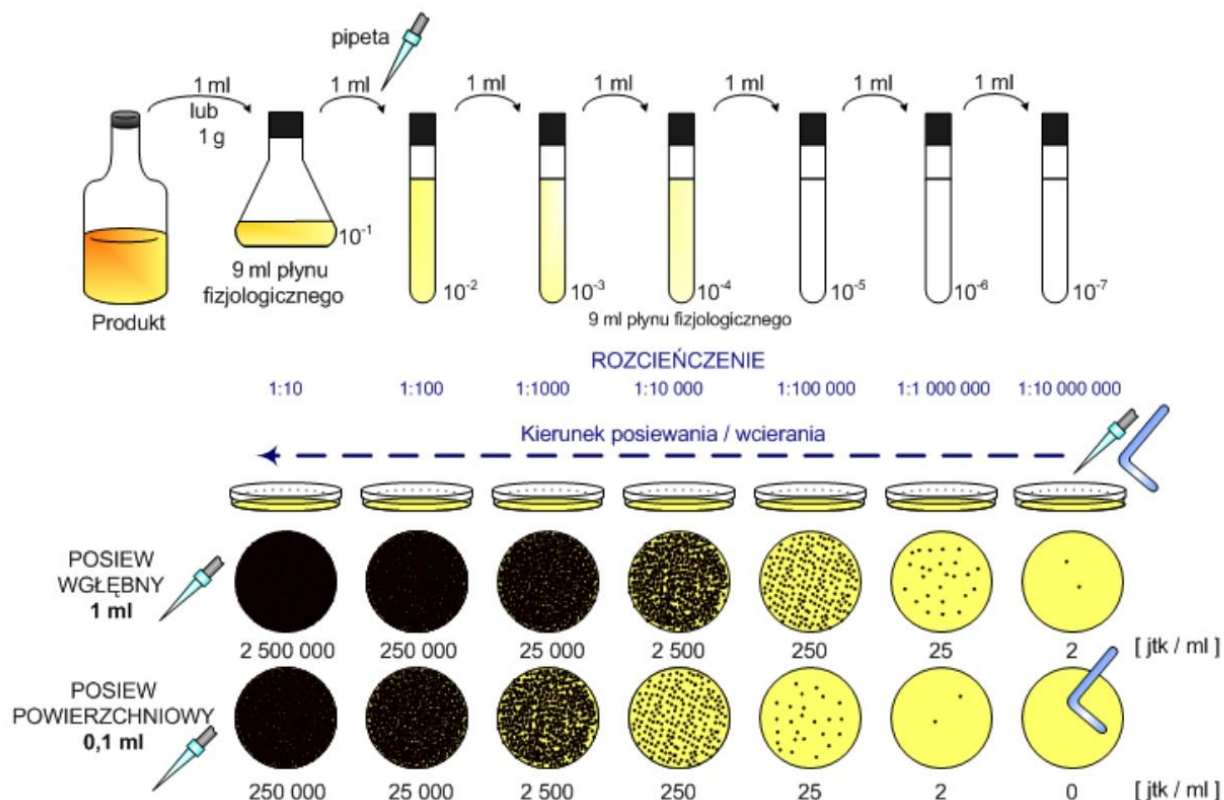 pipeta
1 ml
lub
1 g
1 ml
1 ml
1 ml
1 ml
1 ml
1 ml
10-1
9 ml płynu
fizjologicznego
Produkt
10-2
10-3
10-4
10-5
10-6
10-7
9 ml płynu fizjologicznego
ROZCIEŃCZENIE
1:10 1:100 1:1000 1:10 000 1:100 000 1:1 000 000 1:10 000 000
Kierunek posiewania / wcierania
POSIEW
WGŁĘBNY
1 ml
2 500 000 250 000 25 000 2 500 250 25 2 [ jtk / ml ]
POSIEW
POWIERZCHNIOWY
0,1 ml
250 000 25 000 2 500 250 25 2 0 [ jtk / ml ]